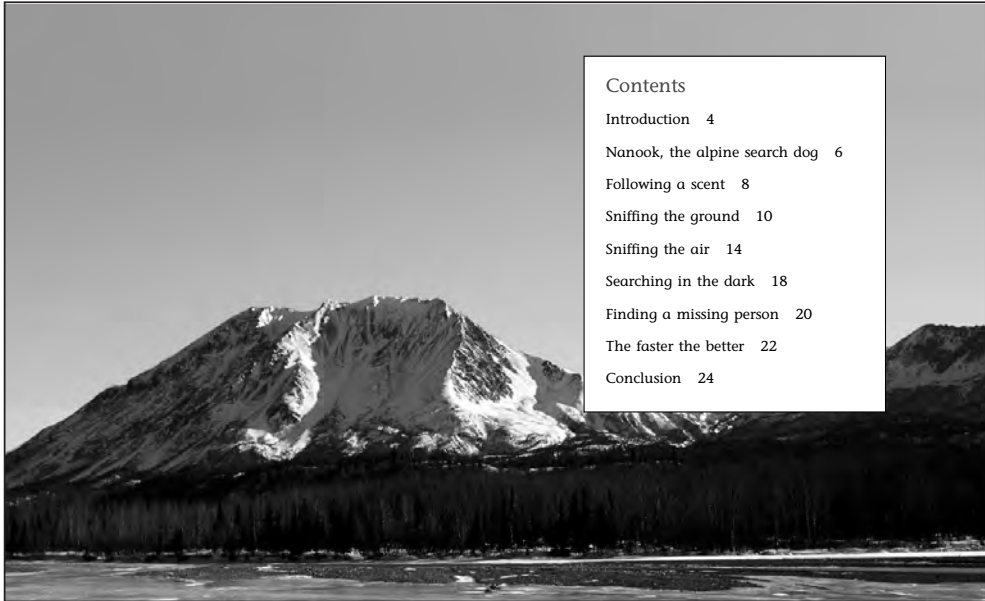 Contents
Introduction 4
Nanook, the alpine search dog 6
Following a scent 8
Sniffing the ground 10
Sniffing the air 14
Searching in the dark 18
Finding a missing person 20
The faster the better 22
Conclusion 24